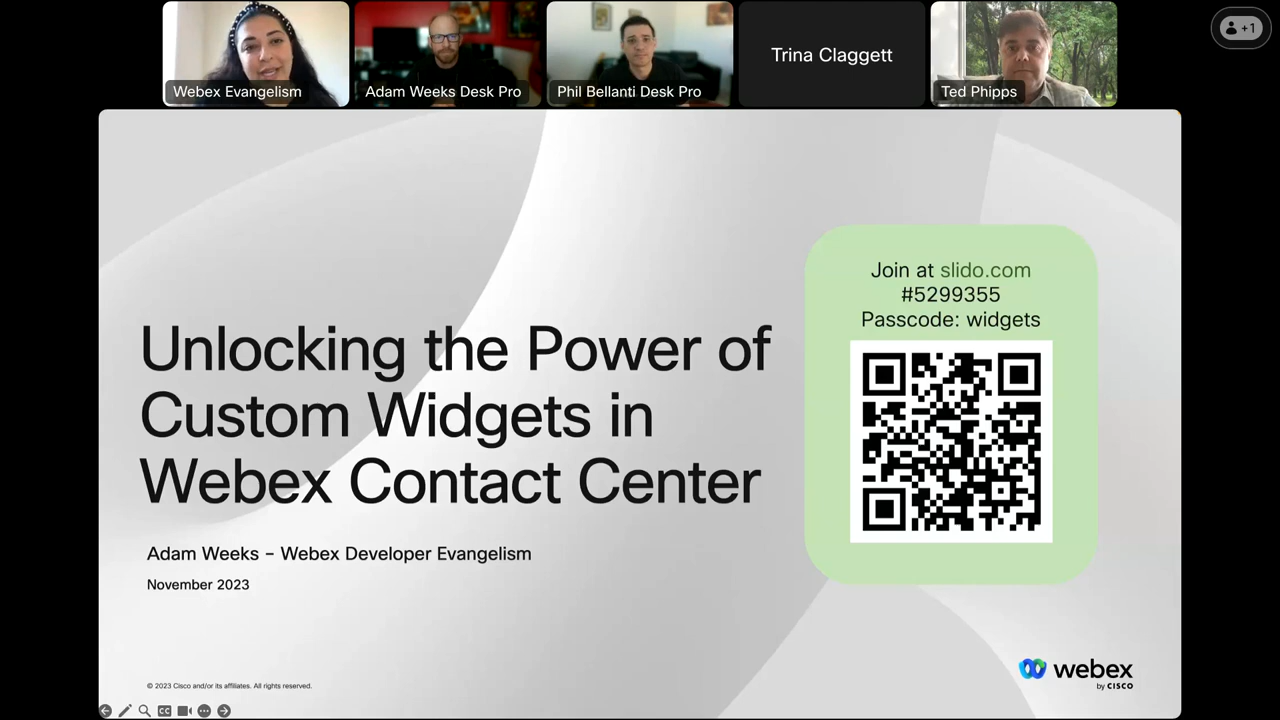 Webex Evangelism
Adam Weeks Desk Pro
Phil Bellanti Desk Pro
Trina Claggett
Ted Phipps
+1
Join at slido.com
#5299355
Passcode: widgets
Unlocking the Power of
Custom Widgets in
Webex Contact Center
Adam Weeks – Webex Developer Evangelism
November 2023
© 2023 Cisco and/or its affiliates. All rights reserved.
webex
by CISCO
CC